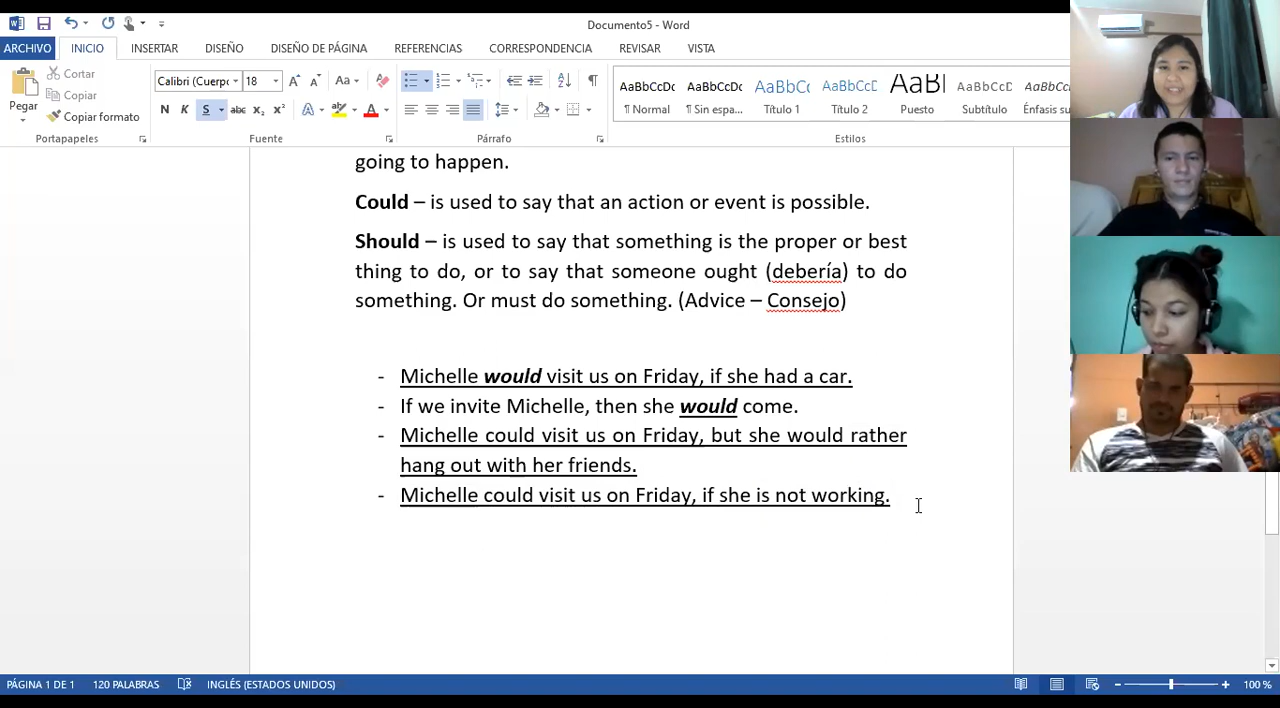 Documento5 - Word
ARCHIVO INICIO INSERTAR DISEÑO DISEÑO DE PÁGINA REFERENCIAS CORRESPONDENCIA REVISAR VISTA
Pegar
Cortar
Copiar
Copiar formato
Portapapeles
Calibri (Cuerpo 18
Aa
N K S abc x₂ x²
Fuente
Párrafo
AaBbCcDc AaBbCcDc AaBbCc AaBbCcC AaBl AaBbCcD AaBbCcD
¶ Normal ¶ Sin espa... Título 1 Título 2 Puesto Subtítulo Énfasis su
Estilos
going to happen.
Could – is used to say that an action or event is possible.
Should – is used to say that something is the proper or best
thing to do, or to say that someone ought (debería) to do
something. Or must do something. (Advice – Consejo)
- Michelle would visit us on Friday, if she had a car.
- If we invite Michelle, then she would come.
- Michelle could visit us on Friday, but she would rather
hang out with her friends.
- Michelle could visit us on Friday, if she is not working.
PÁGINA 1 DE 1 120 PALABRAS INGLÉS (ESTADOS UNIDOS) 100 %